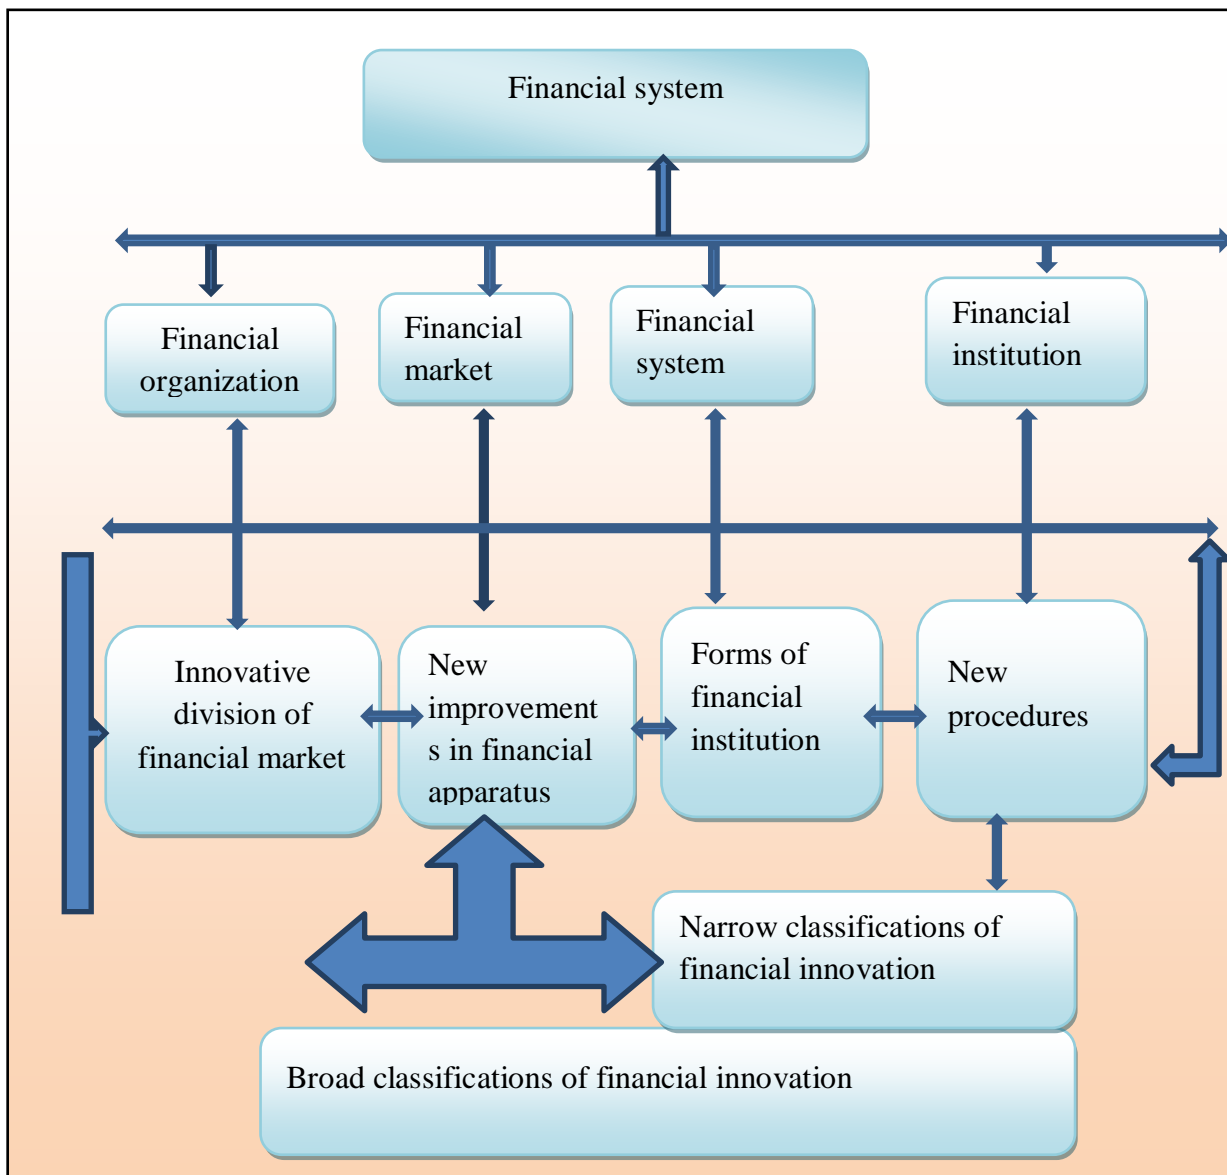 Financial system
Financial
organization
Financial
market
Financial
system
Financial
institution
Innovative
division of
financial market
New
improvement
s in financial
apparatus
Forms of
financial
institution
New
procedures
Narrow classifications of
financial innovation
Broad classifications of financial innovation